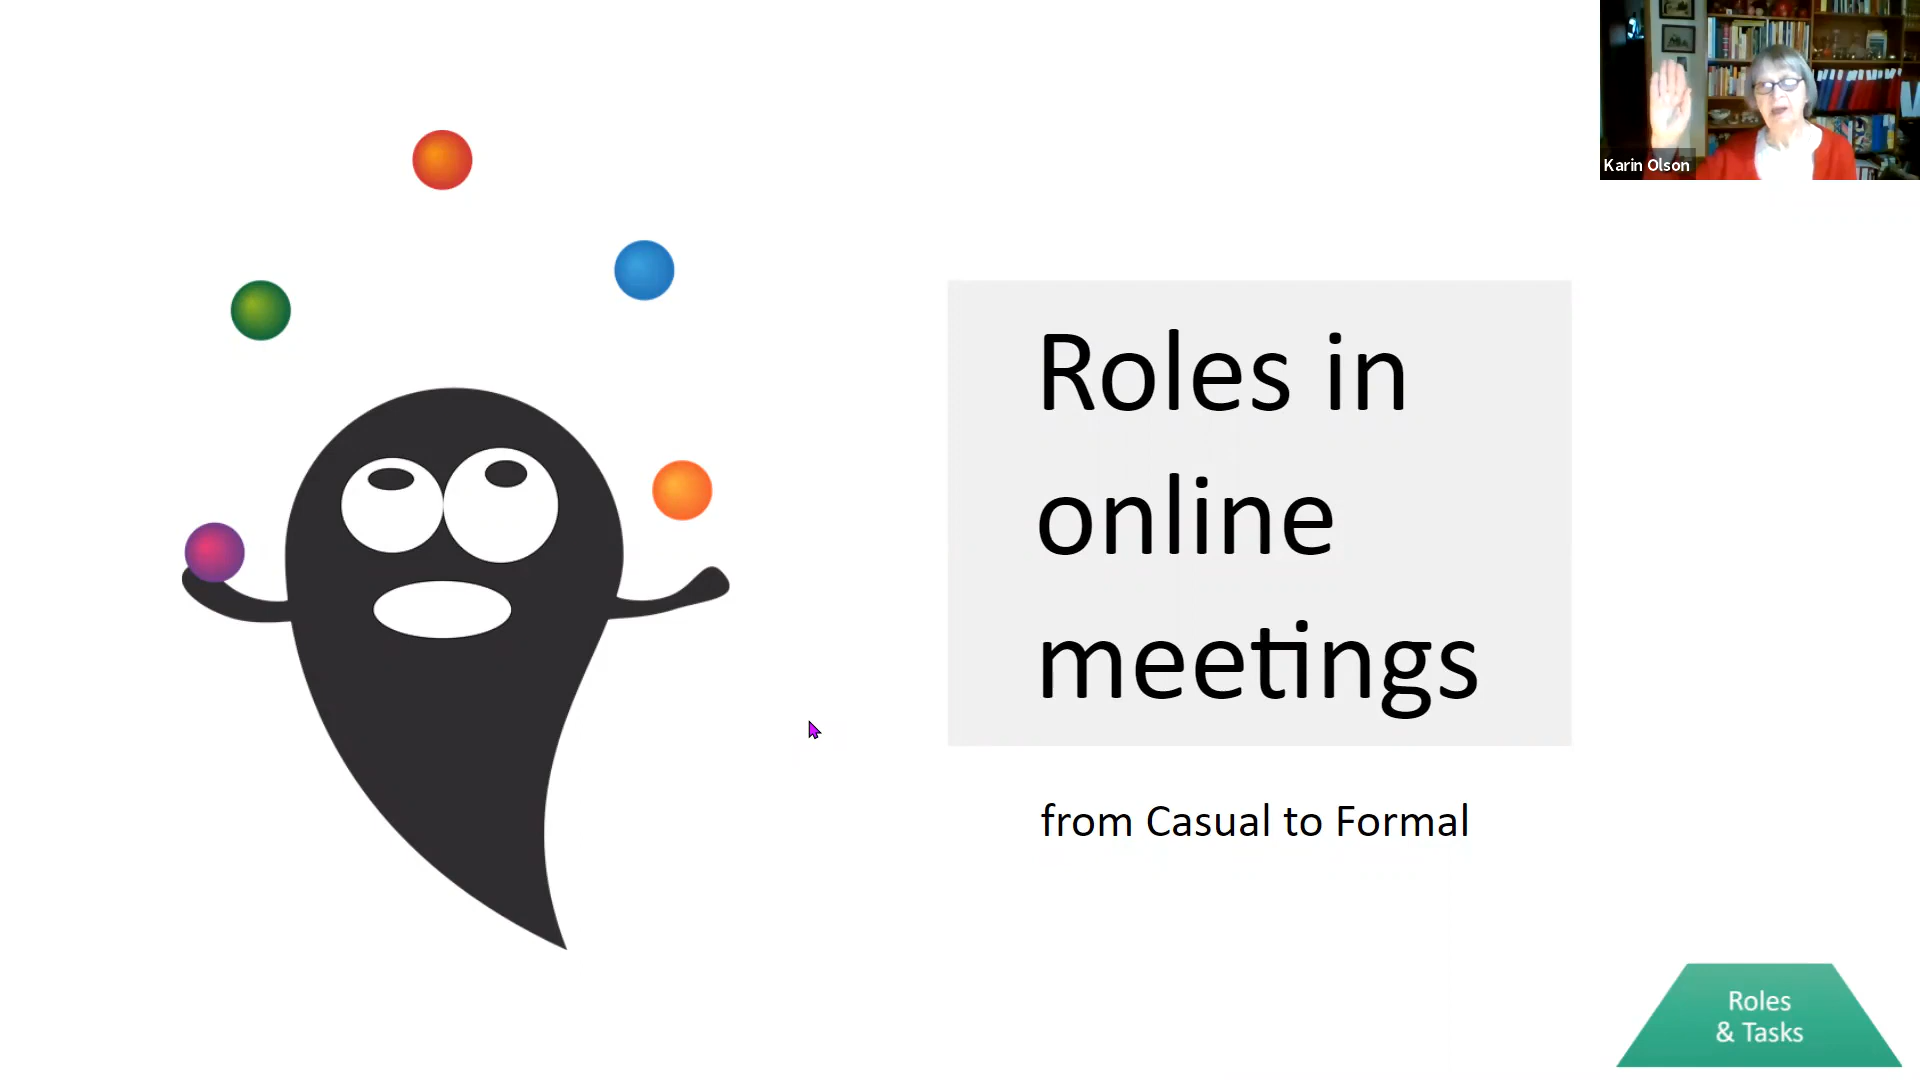 Karin Olson
Roles in
online
meetings
from Casual to Formal
Roles
& Tasks